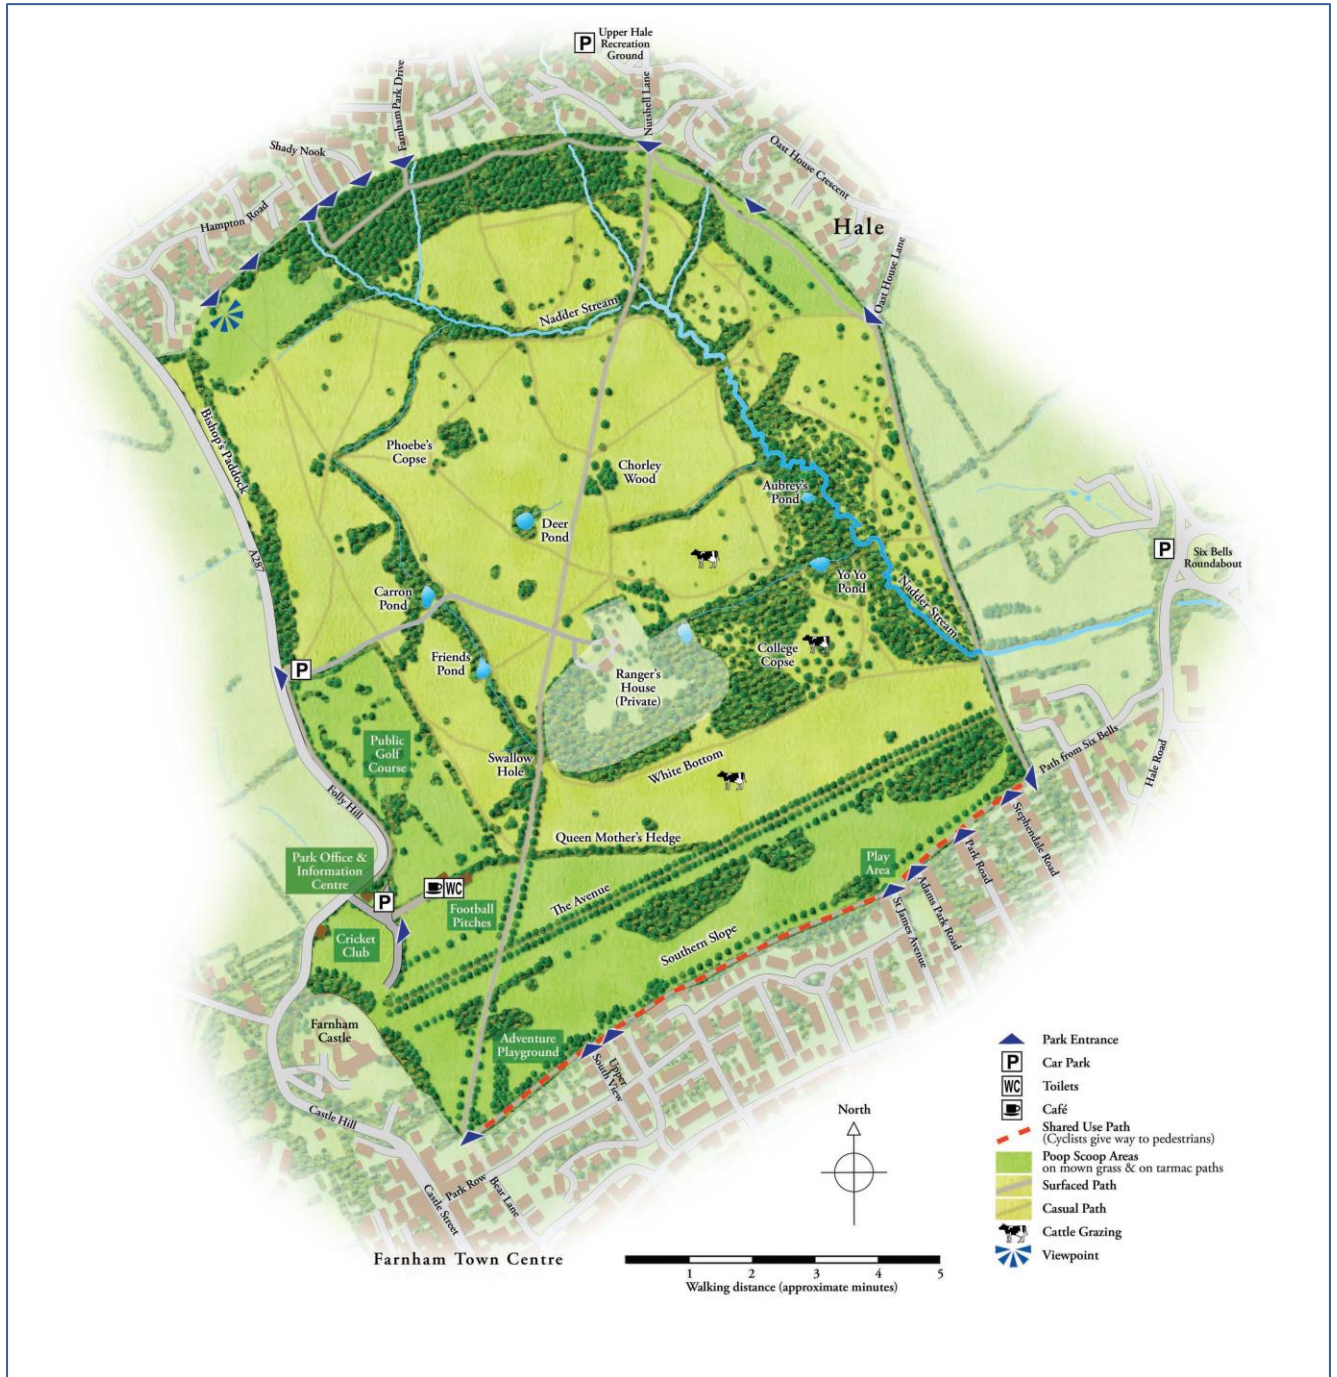 P
Upper Hale
Recreation
Ground
Nutshell Lane
Farnham Park Drive
Shady Nook
Oast House Crescent
Hampton Road
Hale
Oast House Lane
Nadder Stream
Bishop's Paddock
Phoebe's
Copse
Chorley
Wood
Aubrey's
Pond
Deer
Pond
A287
P
Six Bells
Roundabout
Carron
Pond
Yo Yo
Pond
Nadder Stream
Friends
Pond
College
Copse
P
Ranger's
House
(Private)
Public
Golf
Course
Swallow
Hole
White Bottom
Path from Six Bells
Hale Road
Folly Hill
Queen Mother's Hedge
Stephendale Road
Park Road
Park Office &
Information
Centre
Play
Area
Adams Park Road
St James Avenue
P
WC
Football
Pitches
The Avenue
Cricket
Club
Southern Slope
Farnham
Castle
Adventure
Playground
Upper
South View
Castle Hill
Park Row
Bear Lane
Castle Street
Farnham Town Centre
North
Park Entrance
P Car Park
WC Toilets
Café
Shared Use Path
(Cyclists give way to pedestrians)
Poop Scoop Areas
on mown grass & on tarmac paths
Surfaced Path
Casual Path
Cattle Grazing
Viewpoint
1 2 3 4 5
Walking distance (approximate minutes)